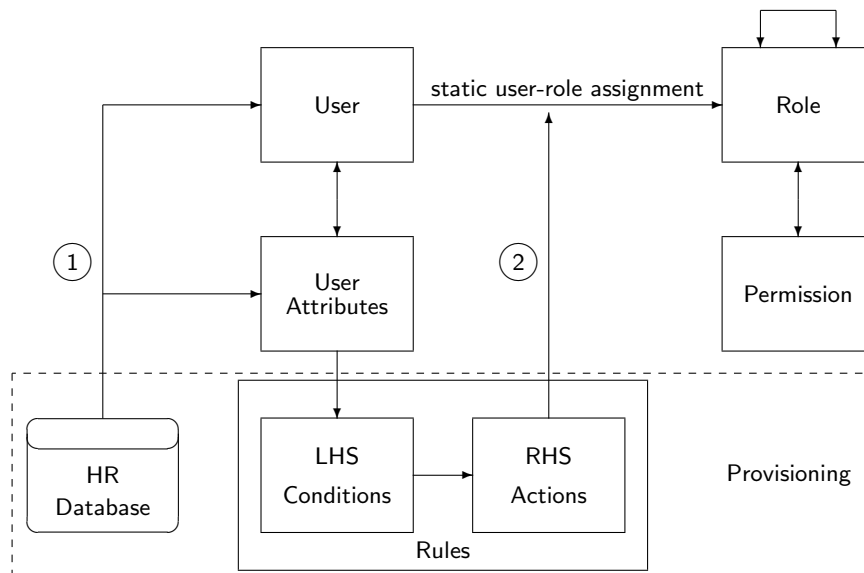 User
static user-role assignment
Role
1
User
Attributes
2
Permission
HR
Database
LHS
Conditions
RHS
Actions
Provisioning
Rules